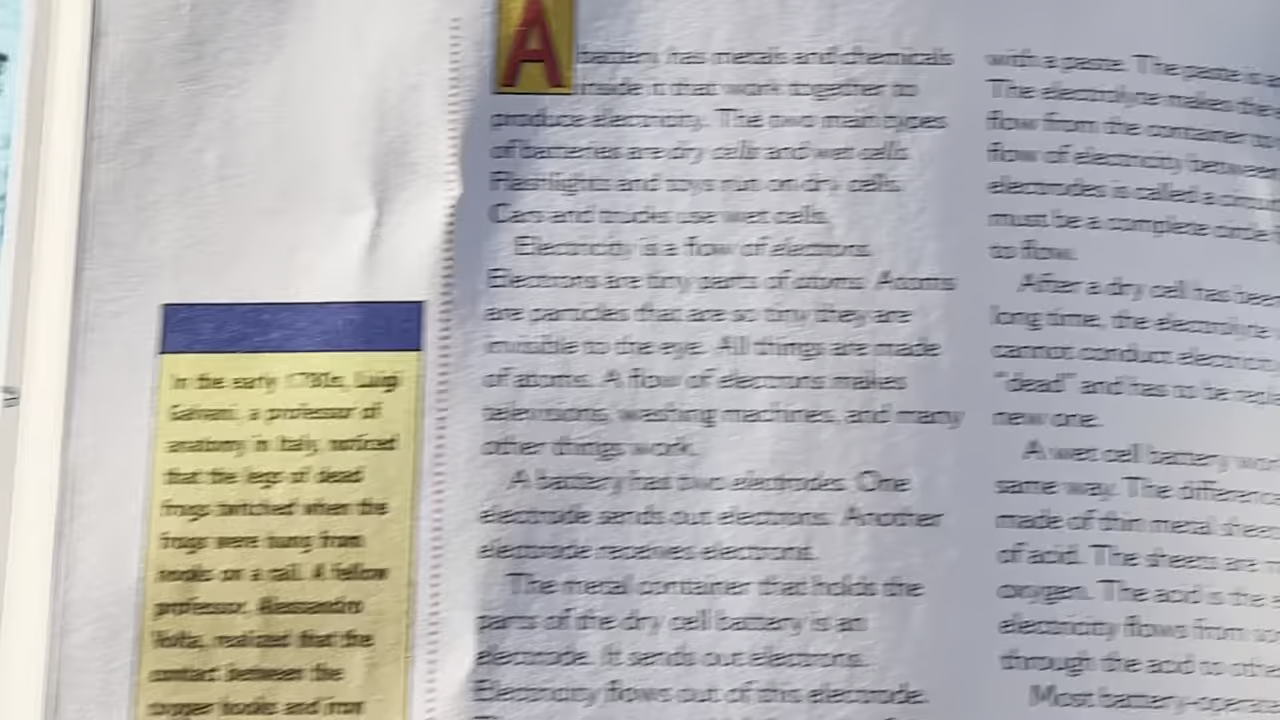 In the early 1780s, Luigi
Galvani, a professor of
anatomy in Italy, noticed
that the legs of dead
frogs twitched when the
frogs were hung from
hooks on a rail. A fellow
professor, Alessandro
Volta, realized that the
contact between the
copper hooks and iron
A battery has metals and chemicals
inside it that work together to
produce electricity. The two main types
of batteries are dry cells and wet cells.
Flashlights and toys run on dry cells.
Cars and trucks use wet cells.
Electricity is a flow of electrons.
Electrons are tiny parts of atoms. Atoms
are particles that are so tiny they are
invisible to the eye. All things are made
of atoms. A flow of electrons makes
televisions, washing machines, and many
other things work.
A battery has two electrodes. One
electrode sends out electrons. Another
electrode receives electrons.
The metal container that holds the
parts of the dry cell battery is an
electrode. It sends out electrons.
Electricity flows out of this electrode.
with a paste. The paste is
The electrolyte makes the
flow from the container to
flow of electricity between
electrodes is called a circuit
must be a complete circle
to flow.
After a dry cell has been
long time, the electrolyte
cannot conduct electricity
"dead" and has to be
new one.
A wet cell battery
same way. The difference
made of thin metal sheets
of acid. The sheets are
oxygen. The acid is the
electricity flows from
through the acid to
Most battery-operated